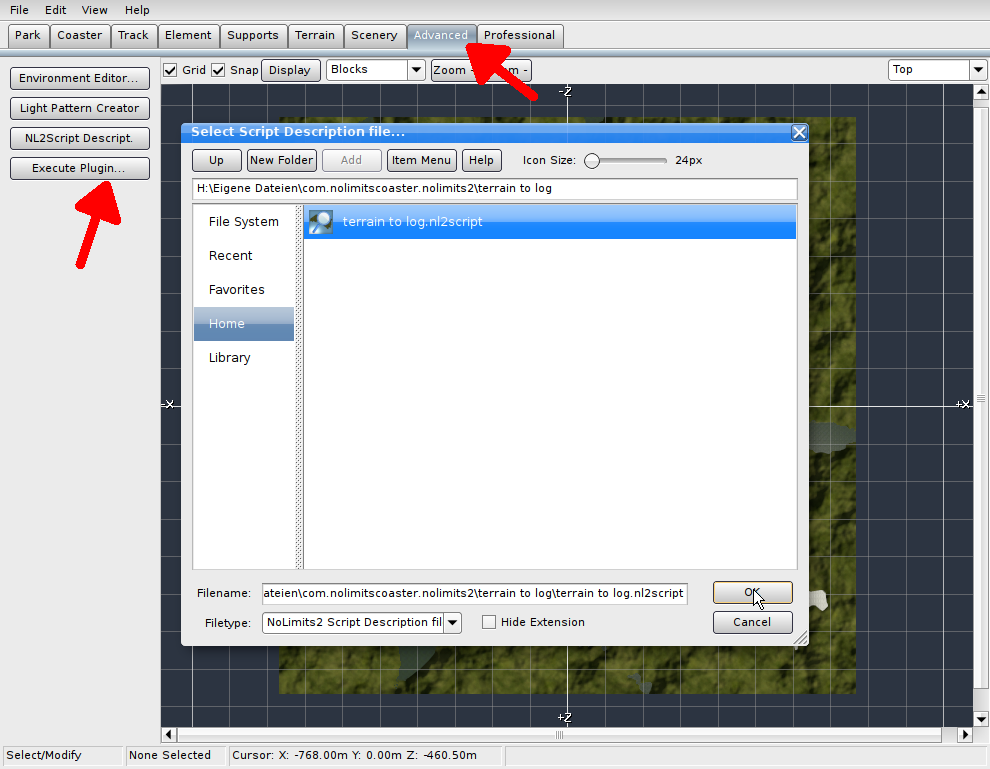 File Edit View Help
Park Coaster Track Element Supports Terrain Scenery Advanced Professional
Environment Editor...
Light Pattern Creator
NL2Script Descript.
Execute Plugin...
Grid Snap Display Blocks Zoom - Top
-Z
-X
+X
+Z
Select Script Description file...
Up New Folder Add Item Menu Help Icon Size: 24px
H:\Eigene Dateien\com.nolimitscoaster.nolimits2\terrain to log
File System
Recent
Favorites
Home
Library
terrain to log.nl2script
Filename: ateien\com.nolimitscoaster.nolimits2\terrain to log\terrain to log.nl2script OK
Filetype: NoLimits2 Script Description fil Hide Extension Cancel
Select/Modify None Selected Cursor: X: -768.00m Y: 0.00m Z: -460.50m